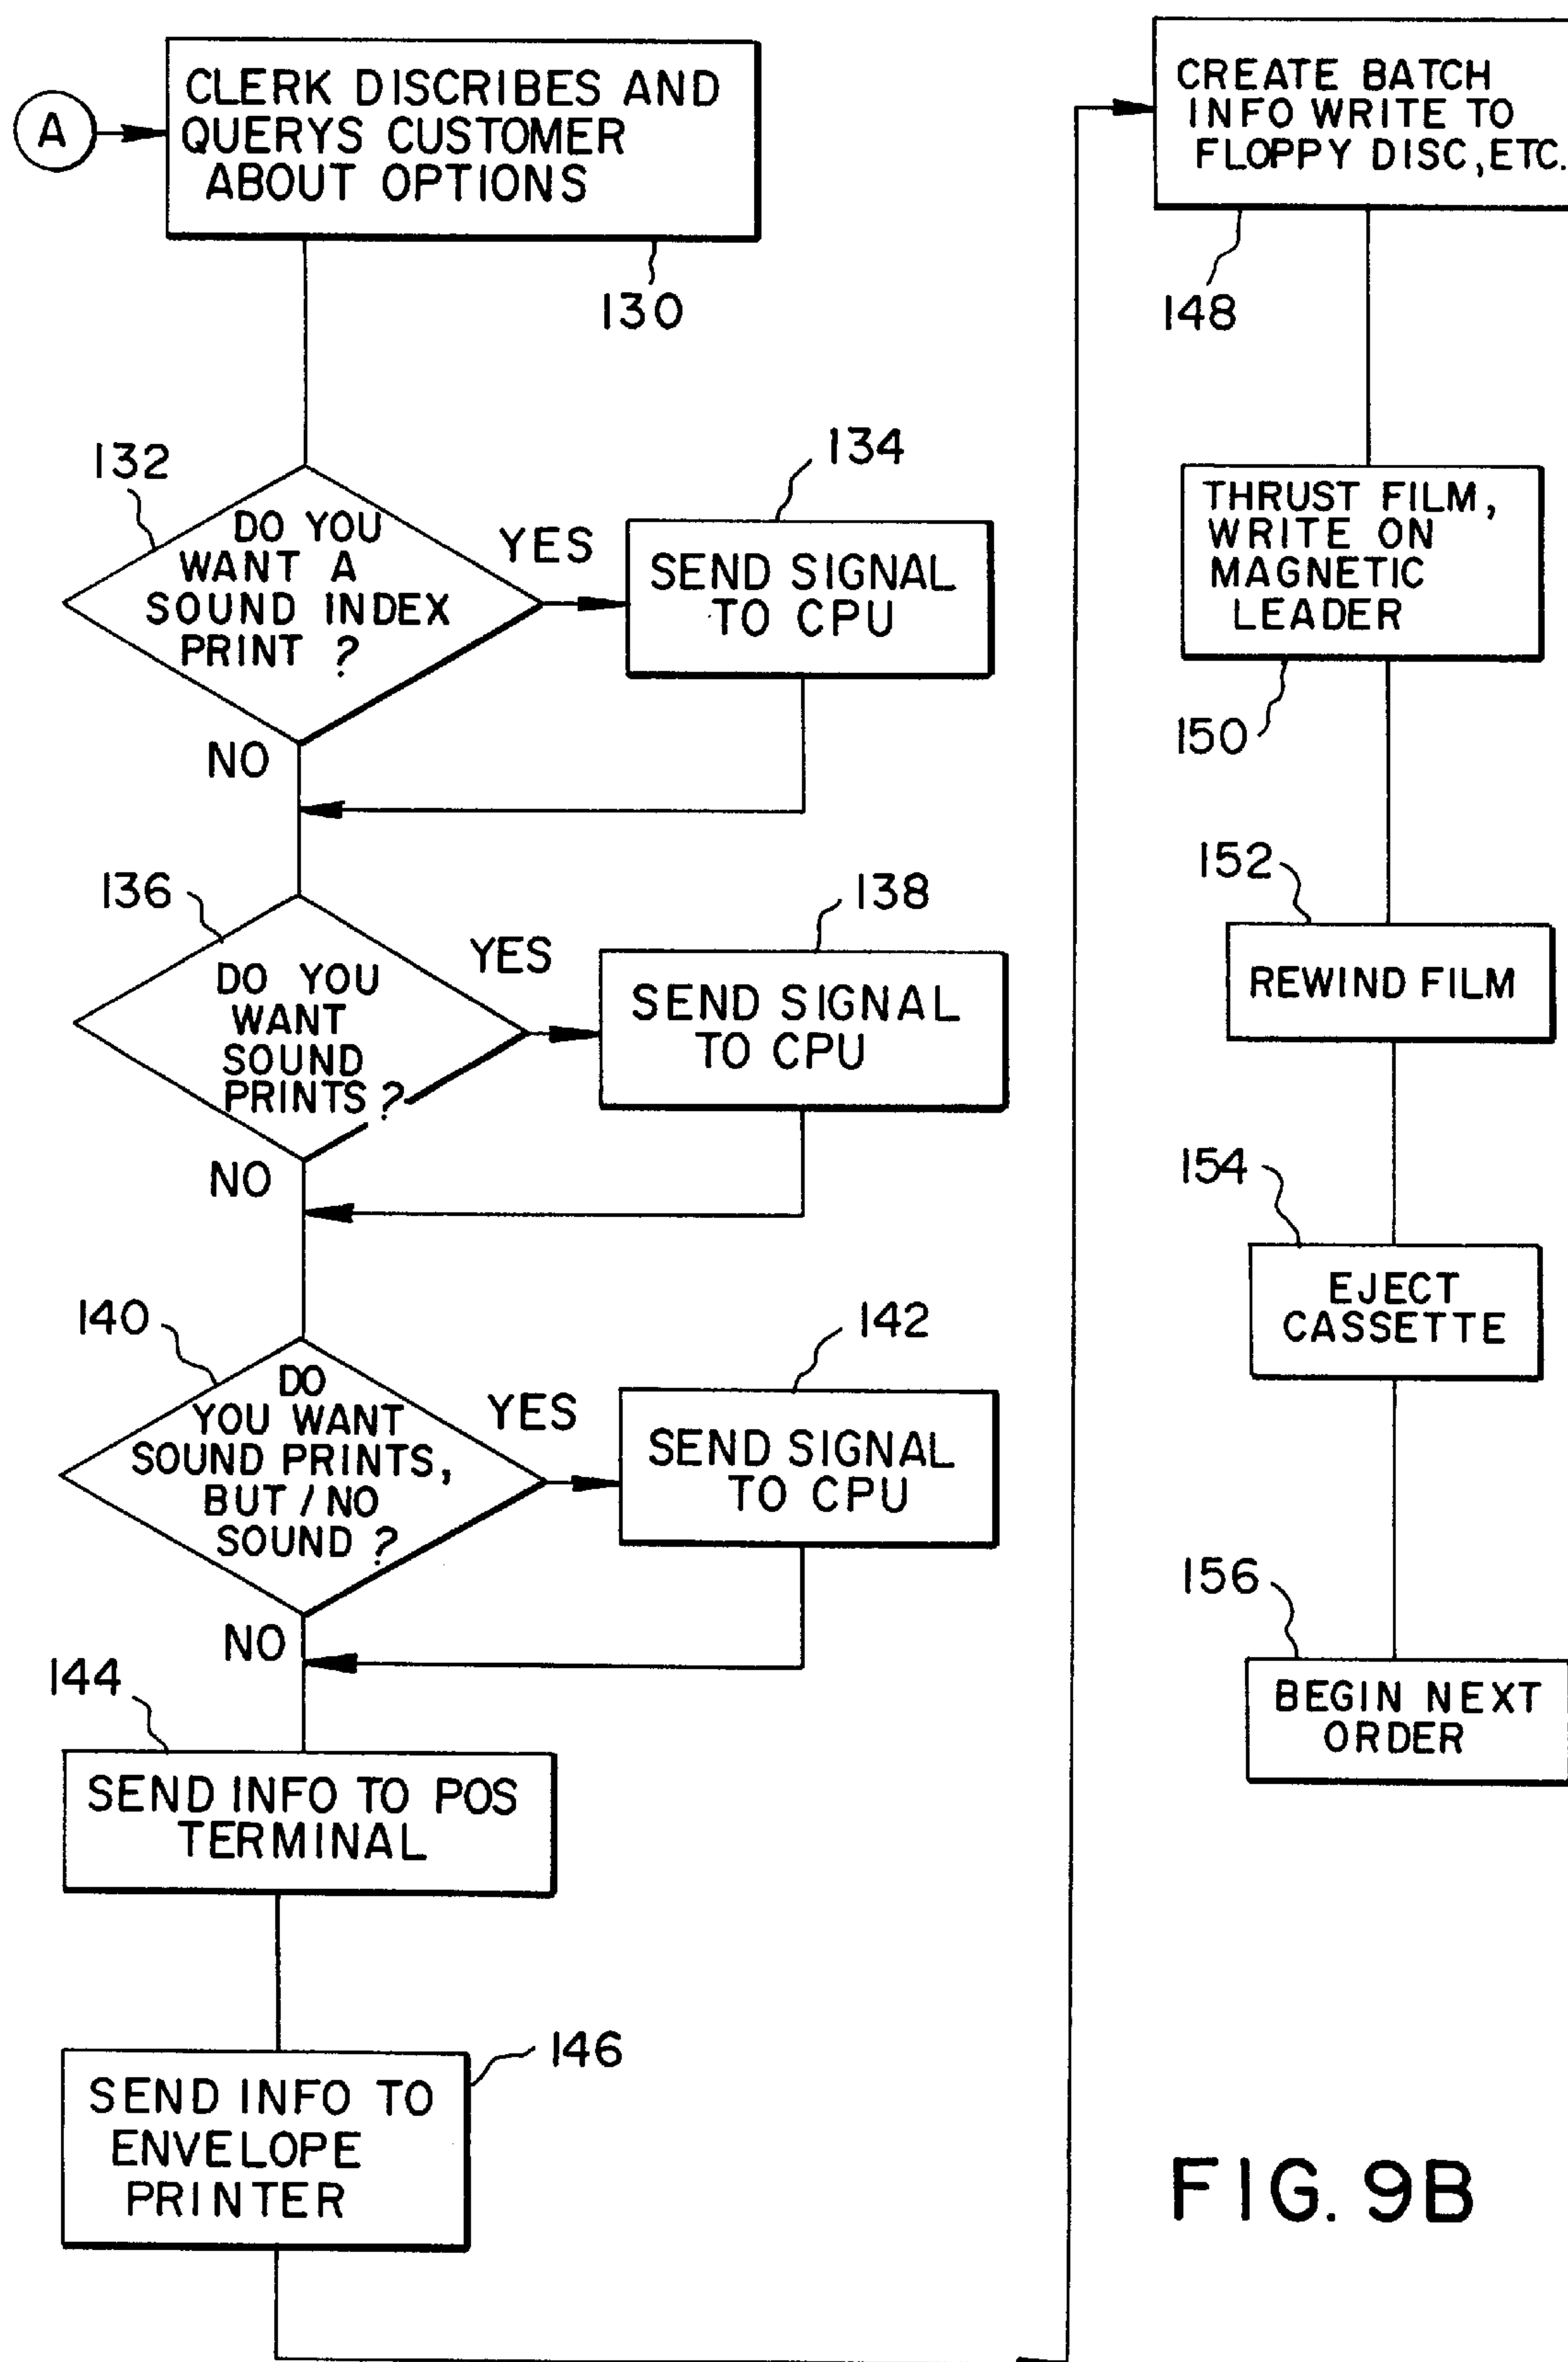 A
CLERK DISCRIBES AND
QUERYS CUSTOMER
ABOUT OPTIONS
130
132
DO YOU
WANT A
SOUND INDEX
PRINT ?
YES
NO
134
SEND SIGNAL
TO CPU
136
DO YOU
WANT
SOUND
PRINTS ?
YES
NO
138
SEND SIGNAL
TO CPU
140
DO
YOU WANT
SOUND PRINTS,
BUT / NO
SOUND ?
YES
NO
142
SEND SIGNAL
TO CPU
144
SEND INFO TO POS
TERMINAL
146
SEND INFO TO
ENVELOPE
PRINTER
CREATE BATCH
INFO WRITE TO
FLOPPY DISC, ETC.
148
THRUST FILM,
WRITE ON
MAGNETIC
LEADER
150
152
REWIND FILM
154
EJECT
CASSETTE
156
BEGIN NEXT
ORDER
FIG. 9B